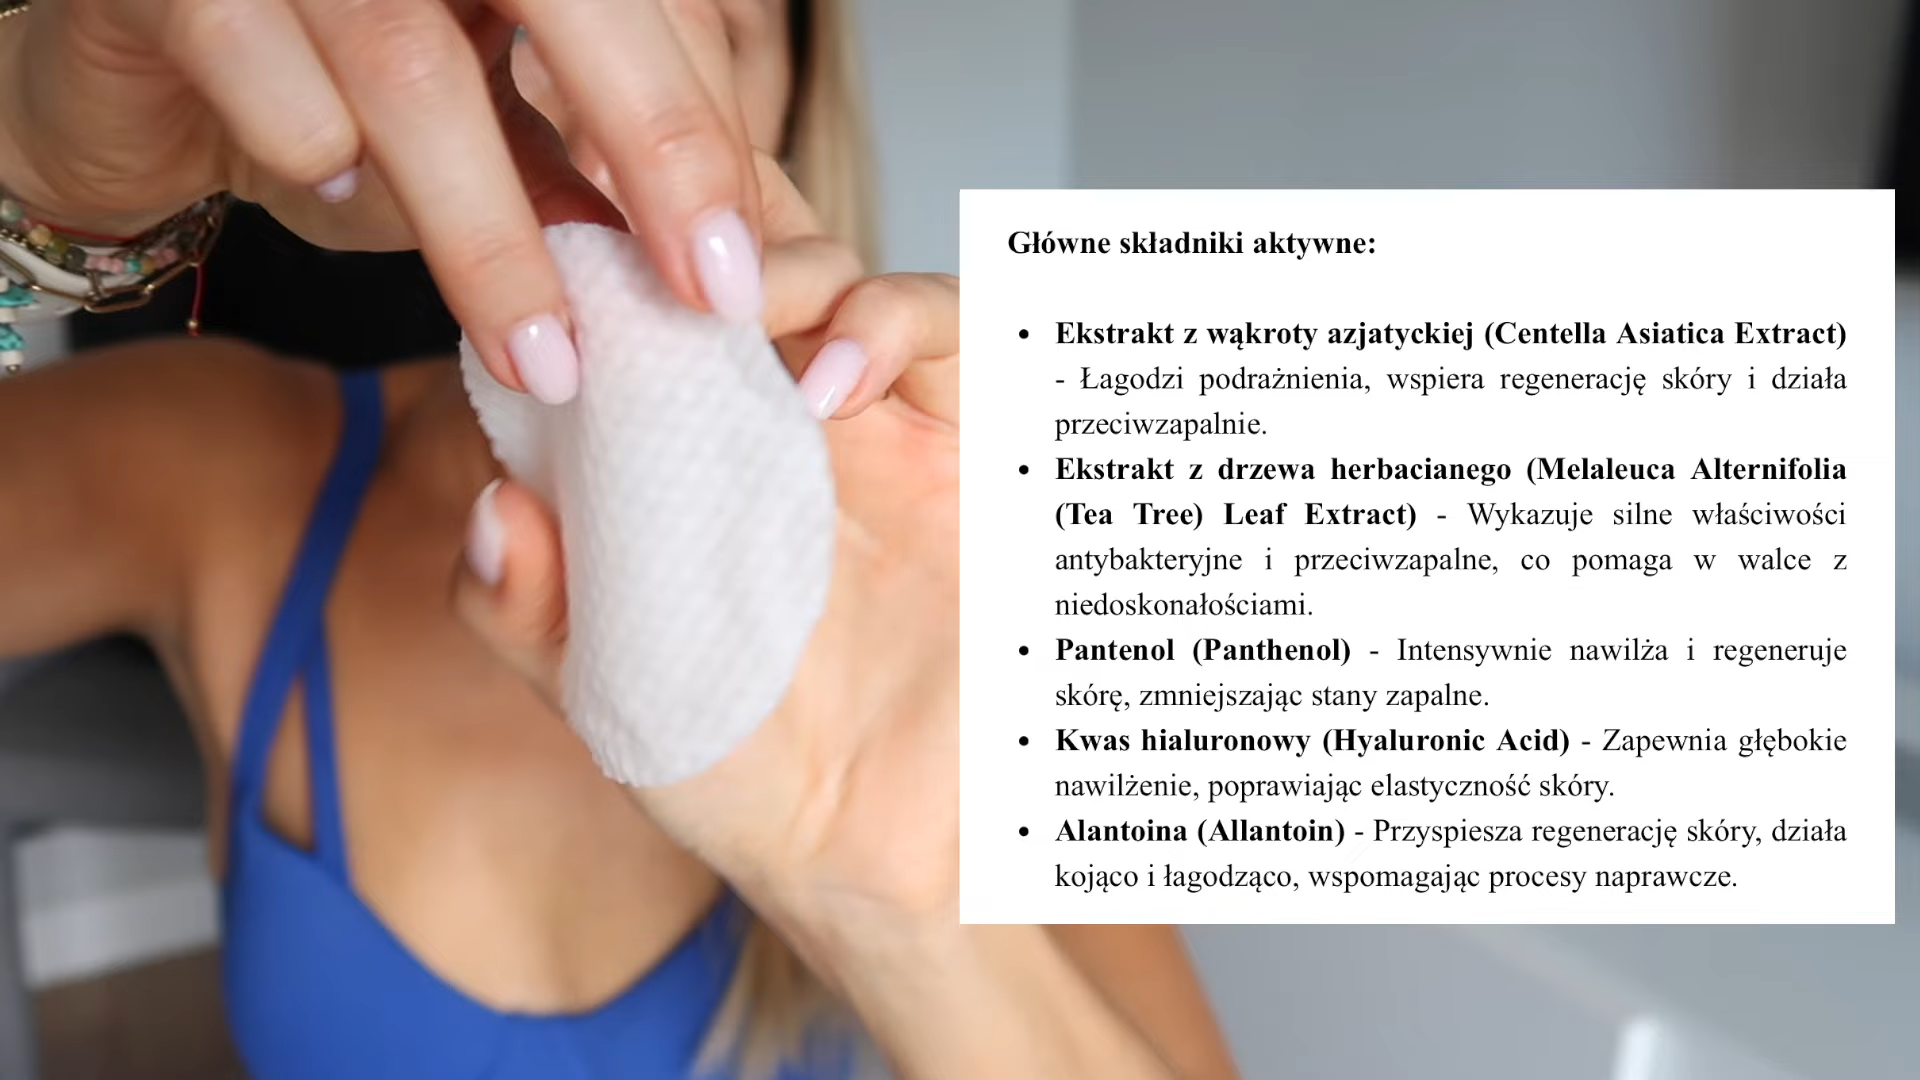 Główne składniki aktywne:
• Ekstrakt z wąkroty azjatyckiej (Centella Asiatica Extract)
- Łagodzi podrażnienia, wspiera regenerację skóry i działa
przeciwzapalnie.
• Ekstrakt z drzewa herbacianego (Melaleuca Alternifolia
(Tea Tree) Leaf Extract) - Wykazuje silne właściwości
antybakteryjne i przeciwzapalne, co pomaga w walce z
niedoskonałościami.
• Pantenol (Panthenol) - Intensywnie nawilża i regeneruje
skórę, zmniejszając stany zapalne.
• Kwas hialuronowy (Hyaluronic Acid) - Zapewnia głębokie
nawilżenie, poprawiając elastyczność skóry.
• Alantoina (Allantoin) - Przyspiesza regenerację skóry, działa
kojąco i łagodząco, wspomagając procesy naprawcze.